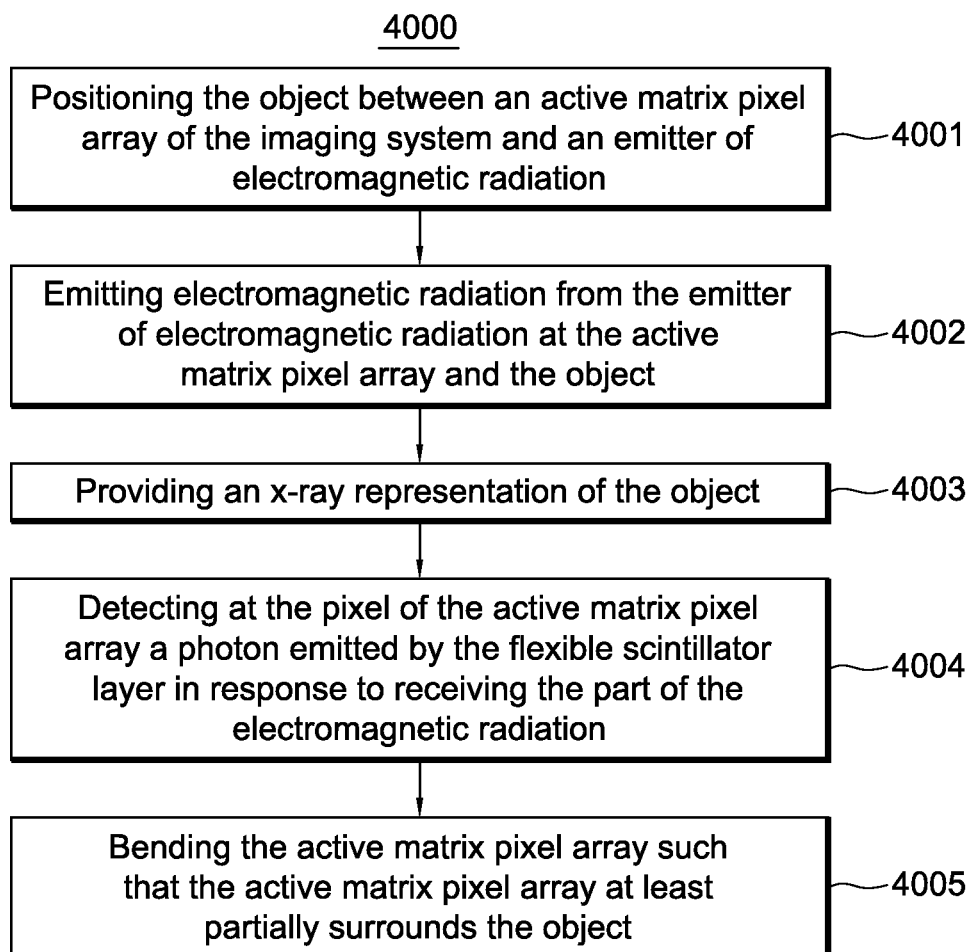 4000
Positioning the object between an active matrix pixel
array of the imaging system and an emitter of
electromagnetic radiation
4001
Emitting electromagnetic radiation from the emitter
of electromagnetic radiation at the active
matrix pixel array and the object
4002
Providing an x-ray representation of the object
4003
Detecting at the pixel of the active matrix pixel
array a photon emitted by the flexible scintillator
layer in response to receiving the part of the
electromagnetic radiation
4004
Bending the active matrix pixel array such
that the active matrix pixel array at least
partially surrounds the object
4005